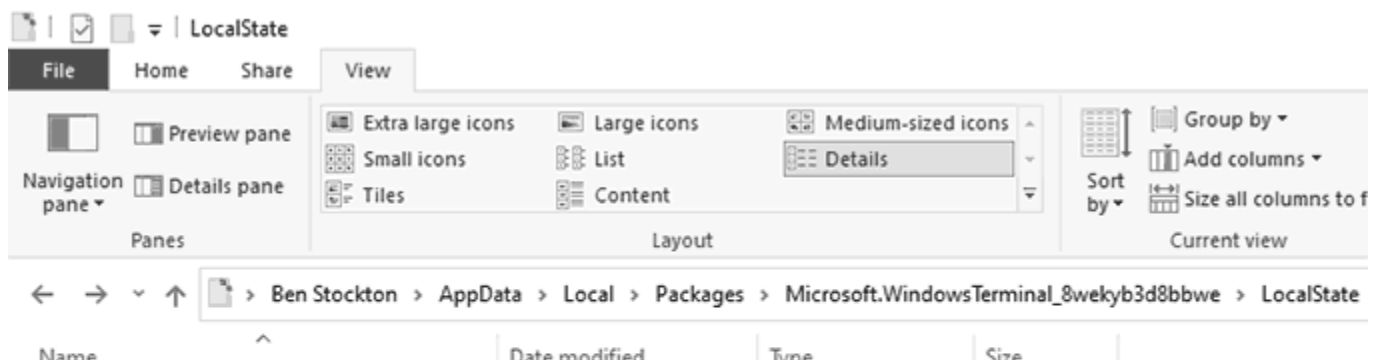 LocalState
File Home Share View
Navigation pane
Preview pane
Details pane
Panes
Extra large icons Large icons Medium-sized icons
Small icons List Details
Tiles Content
Layout
Sort by
Group by
Add columns
Size all columns to f
Current view
Ben Stockton > AppData > Local > Packages > Microsoft.WindowsTerminal_8wekyb3d8bbwe > LocalState
Name Date modified Type Size